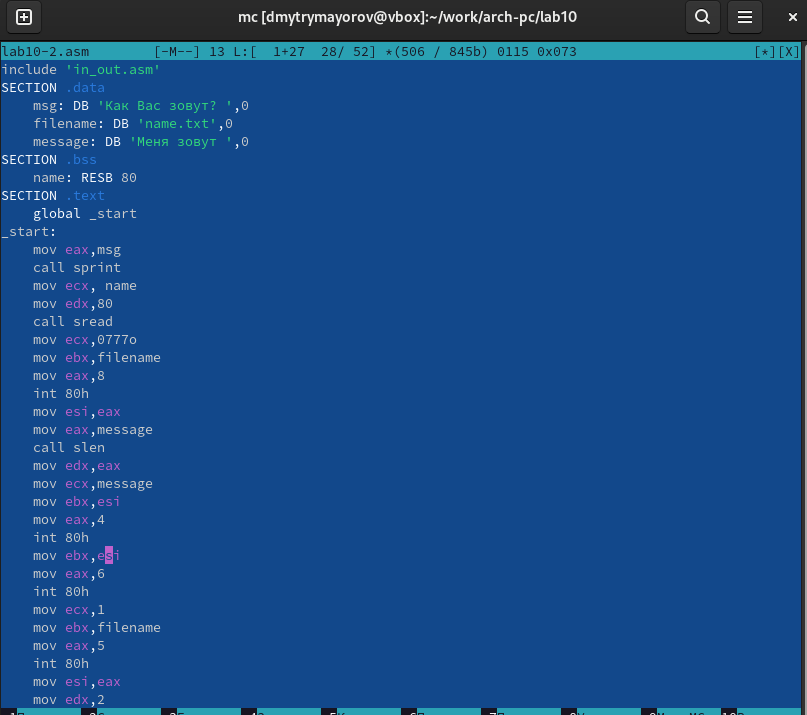 mc [dmytrymayorov@vbox]:~/work/arch-pc/lab10
lab10-2.asm [-M--] 13 L:[ 1+27 28/ 52] *(506 / 845b) 0115 0x073 [*][X]
include 'in_out.asm'
SECTION .data
msg: DB 'Как Вас зовут? ',0
filename: DB 'name.txt',0
message: DB 'Меня зовут ',0
SECTION .bss
name: RESB 80
SECTION .text
global _start
_start:
mov eax,msg
call sprint
mov ecx, name
mov edx,80
call sread
mov ecx,0777o
mov ebx,filename
mov eax,8
int 80h
mov esi,eax
mov eax,message
call slen
mov edx,eax
mov ecx,message
mov ebx,esi
mov eax,4
int 80h
mov ebx,esi
mov eax,6
int 80h
mov ecx,1
mov ebx,filename
mov eax,5
int 80h
mov esi,eax
mov edx,2